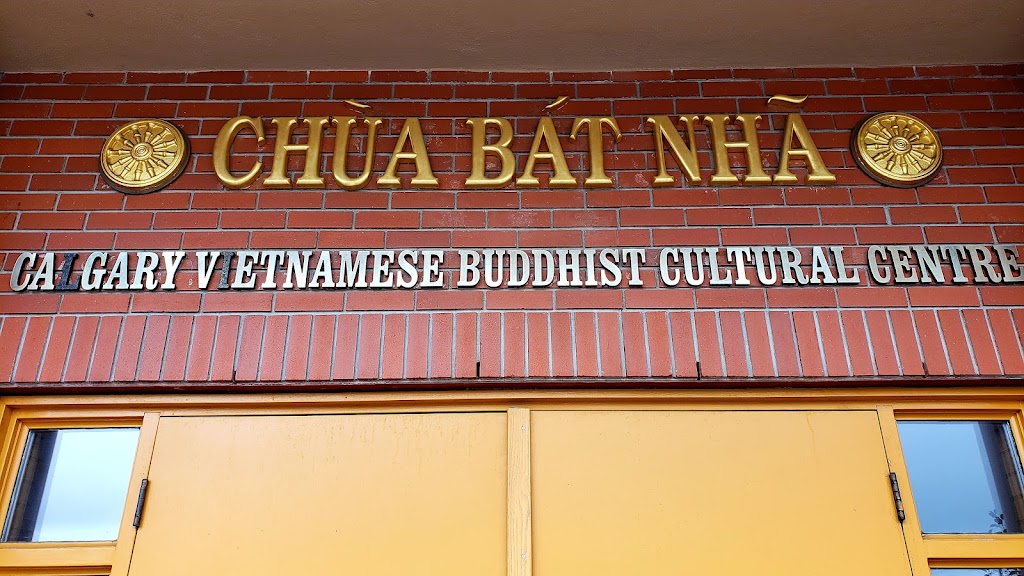 CHÙA BÁT NHÃ
CALGARY VIETNAMESE BUDDHIST CULTURAL CENTRE